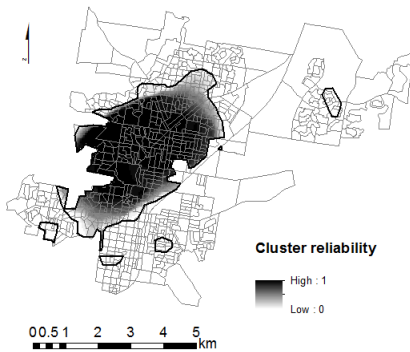 z
Cluster reliability
High : 1
Low : 0
0 0.5 1 2 3 4 5
km